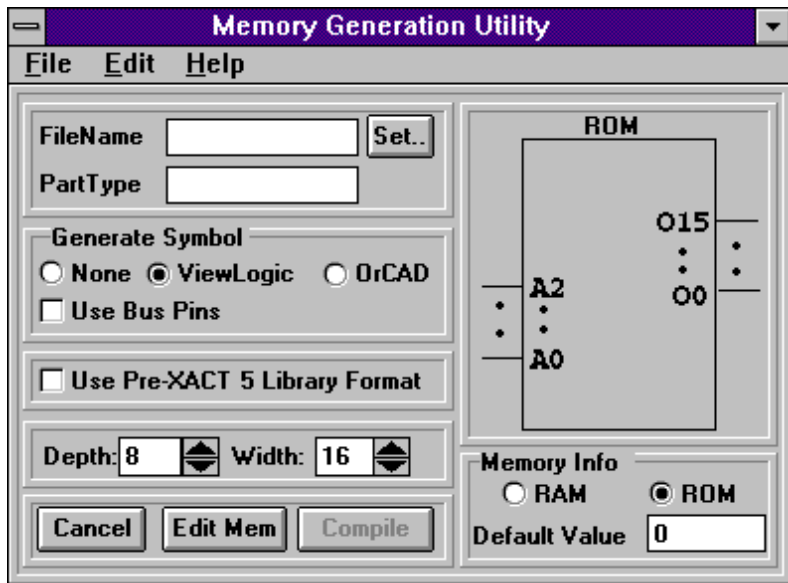 Memory Generation Utility
File Edit Help
FileName Set..
PartType
Generate Symbol
None ViewLogic OrCAD
Use Bus Pins
Use Pre-XACT 5 Library Format
Depth: 8 Width: 16
Cancel Edit Mem Compile
ROM
O15
A2 O0
A0
Memory Info
RAM ROM
Default Value 0